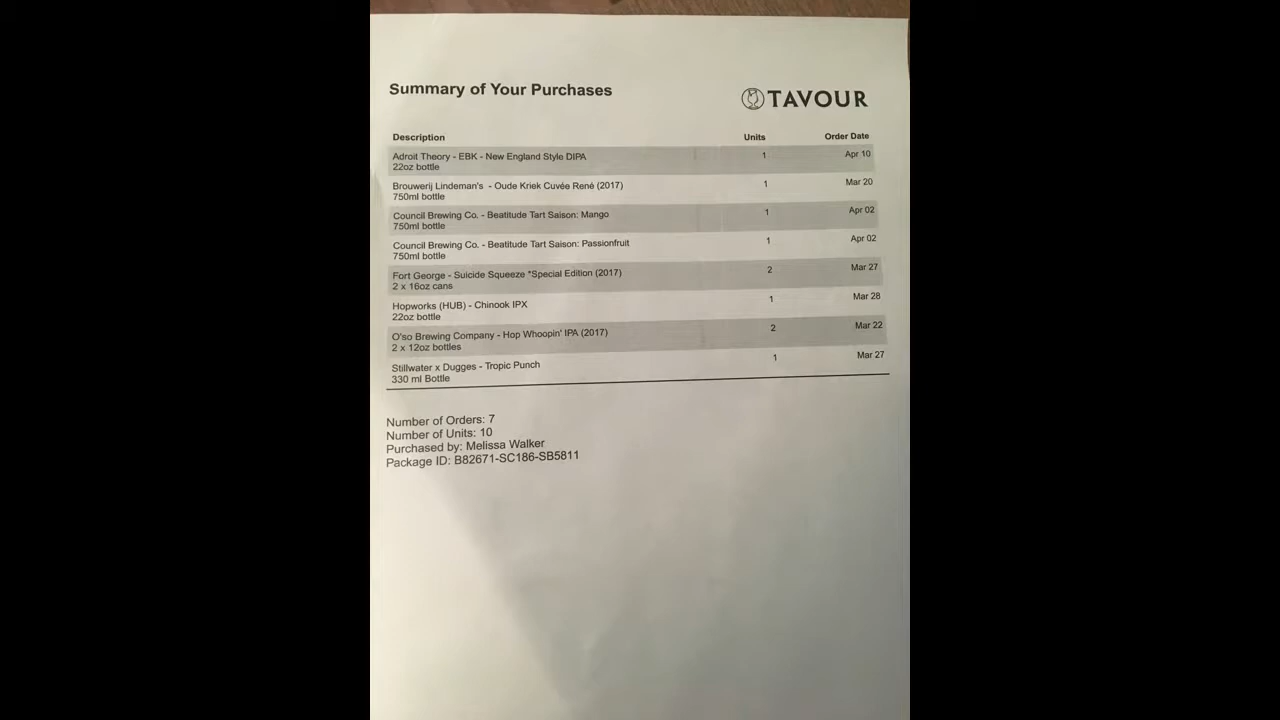 Summary of Your Purchases
TAVOUR
Description Units Order Date
Adroit Theory - EBK - New England Style DIPA 1 Apr 10
22oz bottle
Brouwerij Lindeman's - Oude Kriek Cuvée René (2017) 1 Mar 20
750ml bottle
Council Brewing Co. - Beatitude Tart Saison: Mango 1 Apr 02
750ml bottle
Council Brewing Co. - Beatitude Tart Saison: Passionfruit 1 Apr 02
750ml bottle
Fort George - Suicide Squeeze *Special Edition (2017) 2 Mar 27
2 x 16oz cans
Hopworks (HUB) - Chinook IPX 1 Mar 28
22oz bottle
O'so Brewing Company - Hop Whoopin' IPA (2017) 2 Mar 22
2 x 12oz bottles
Stillwater x Dugges - Tropic Punch 1 Mar 27
330 ml Bottle
Number of Orders: 7
Number of Units: 10
Purchased by: Melissa Walker
Package ID: B82671-SC186-SB5811